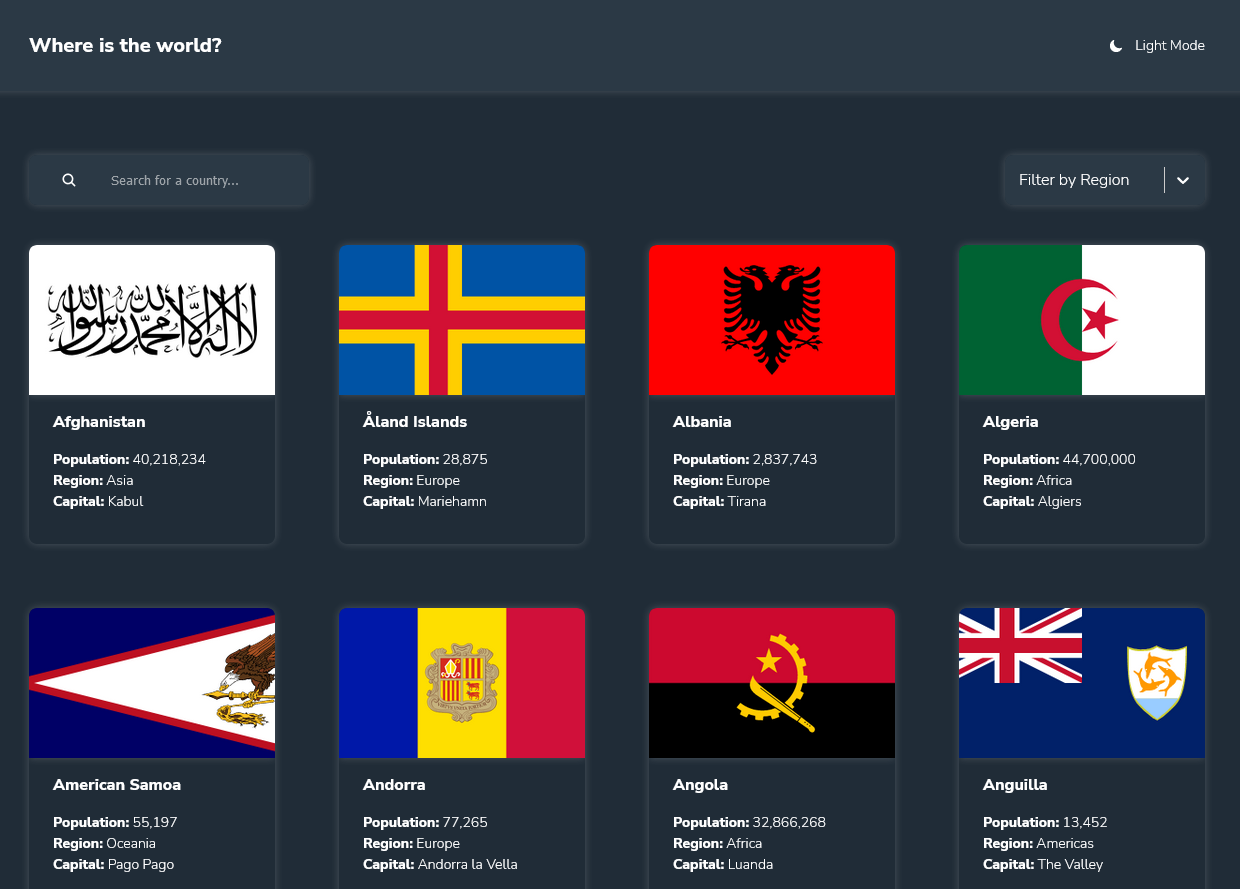 Where is the world?
Light Mode
Search for a country...
Filter by Region
لا إله إلا الله محمد رسول الله
Afghanistan
Population: 40,218,234
Region: Asia
Capital: Kabul
Åland Islands
Population: 28,875
Region: Europe
Capital: Mariehamn
Albania
Population: 2,837,743
Region: Europe
Capital: Tirana
Algeria
Population: 44,700,000
Region: Africa
Capital: Algiers
American Samoa
Population: 55,197
Region: Oceania
Capital: Pago Pago
Andorra
Population: 77,265
Region: Europe
Capital: Andorra la Vella
Angola
Population: 32,866,268
Region: Africa
Capital: Luanda
Anguilla
Population: 13,452
Region: Americas
Capital: The Valley